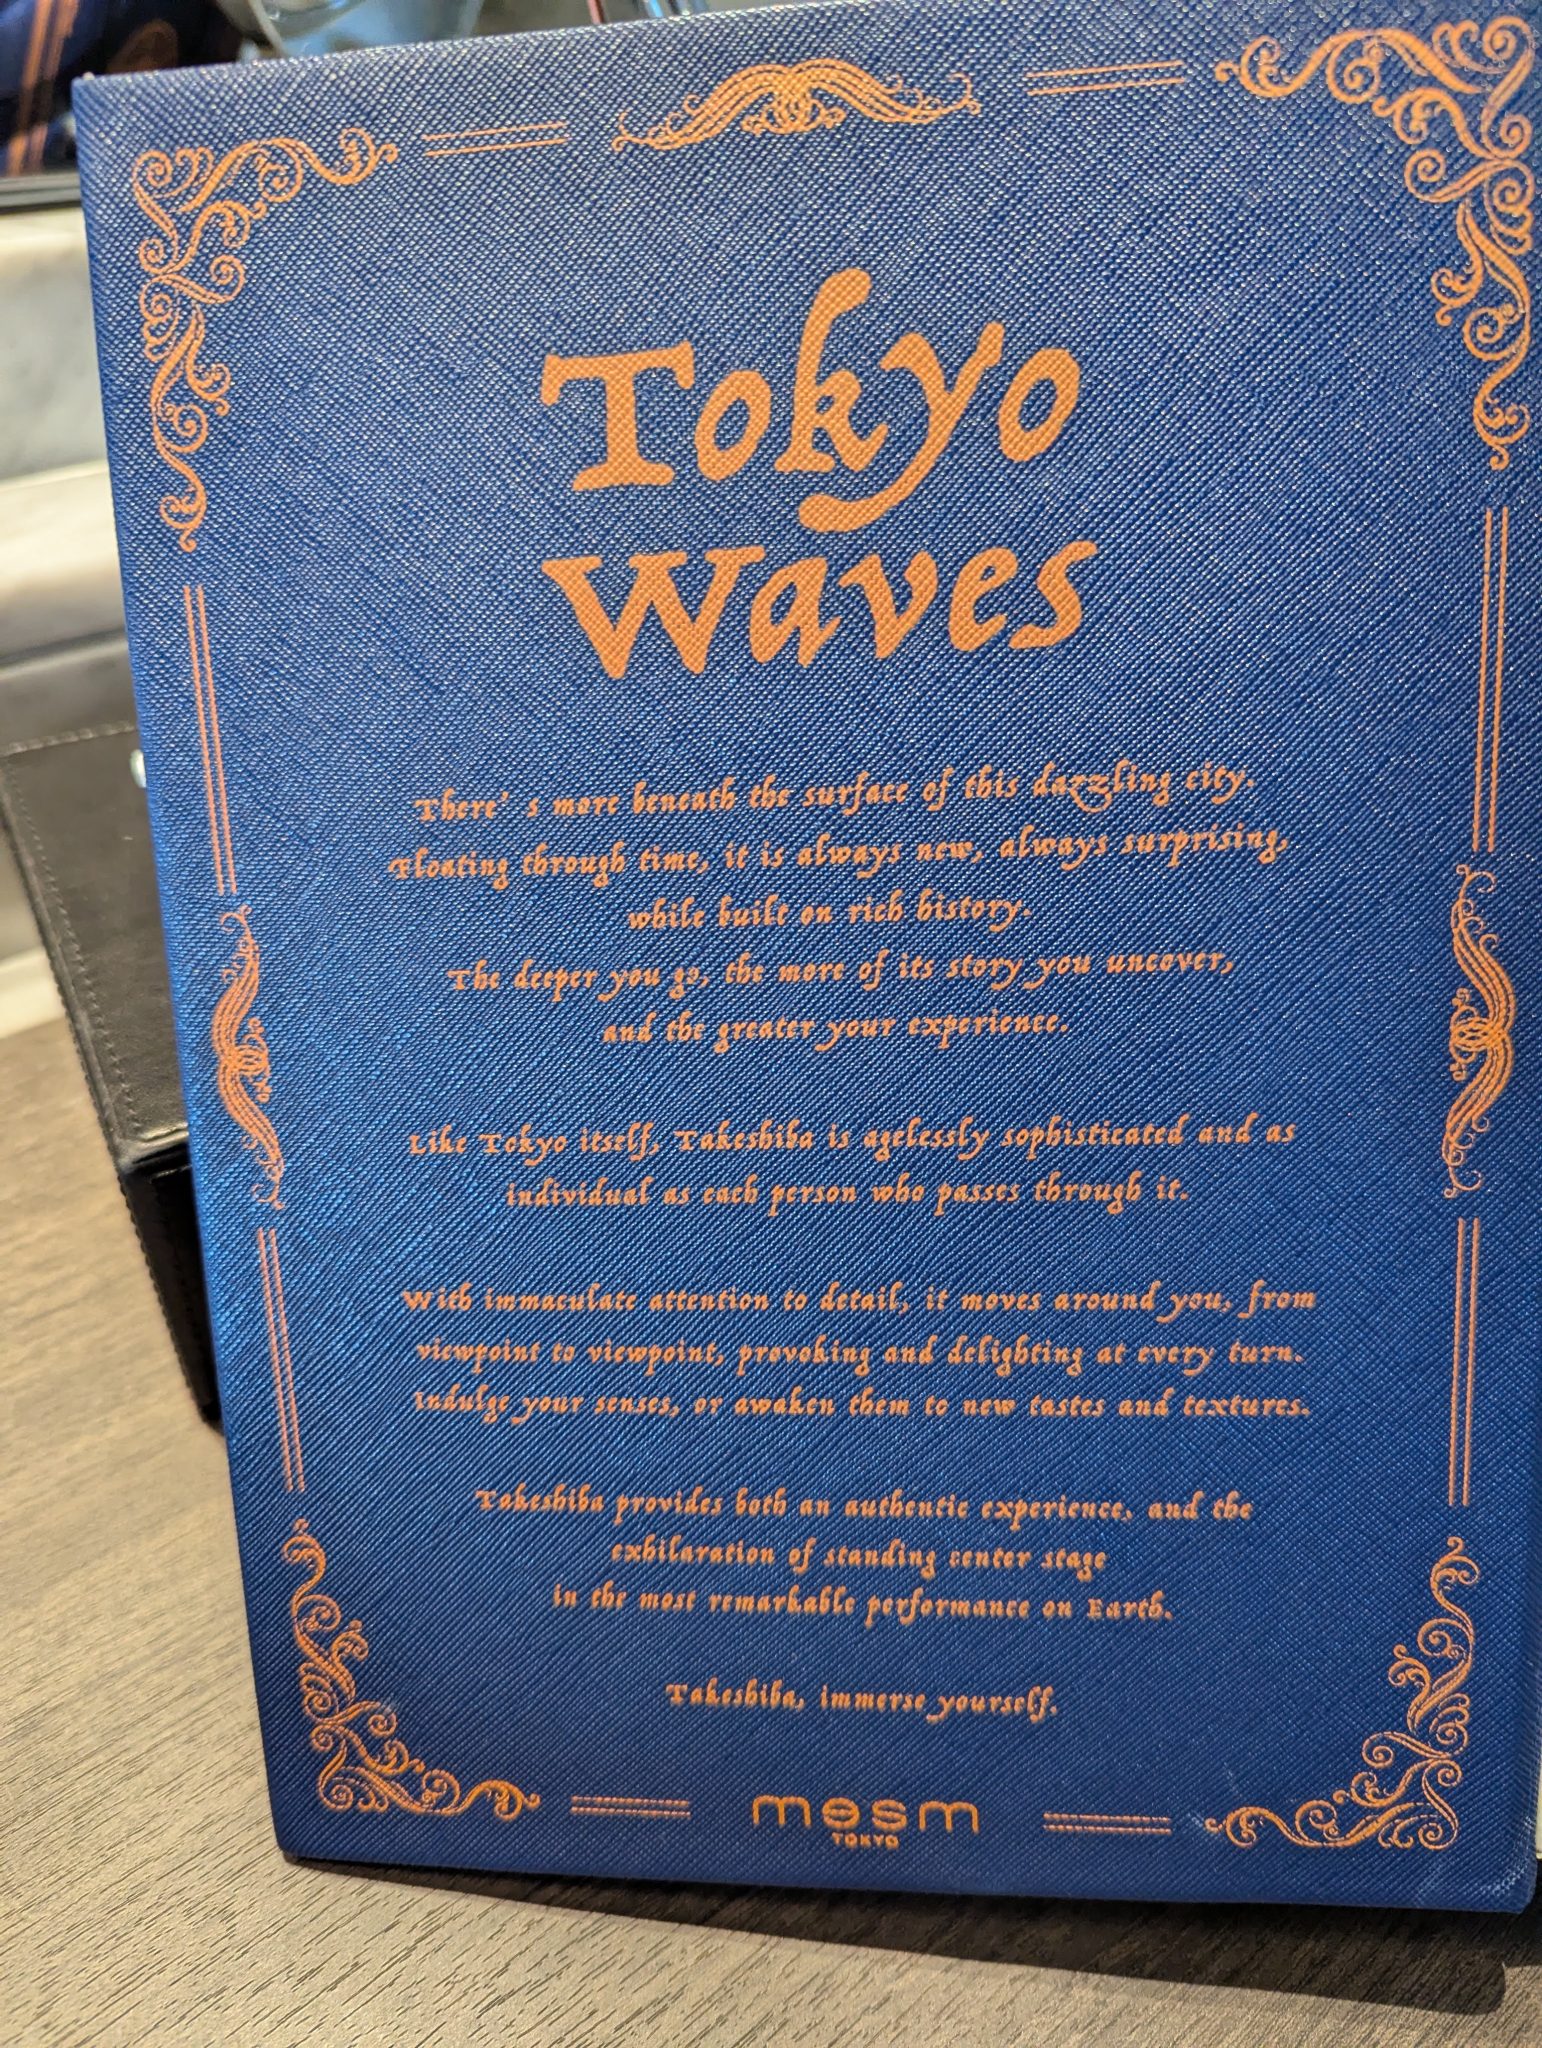 Tokyo
Waves
There's more beneath the surface of this dazzling city.
Floating through time, it is always new, always surprising,
while built on rich history.
The deeper you go, the more of its story you uncover,
and the greater your experience.
Like Tokyo itself, Takeshiba is agelessly sophisticated and as
individual as each person who passes through it.
With immaculate attention to detail, it moves around you, from
viewpoint to viewpoint, provoking and delighting at every turn.
Indulge your senses, or awaken them to new tastes and textures.
Takeshiba provides both an authentic experience, and the
exhilaration of standing center stage
in the most remarkable performance on Earth.
Takeshiba, immerse yourself.
mesm
TOKYO